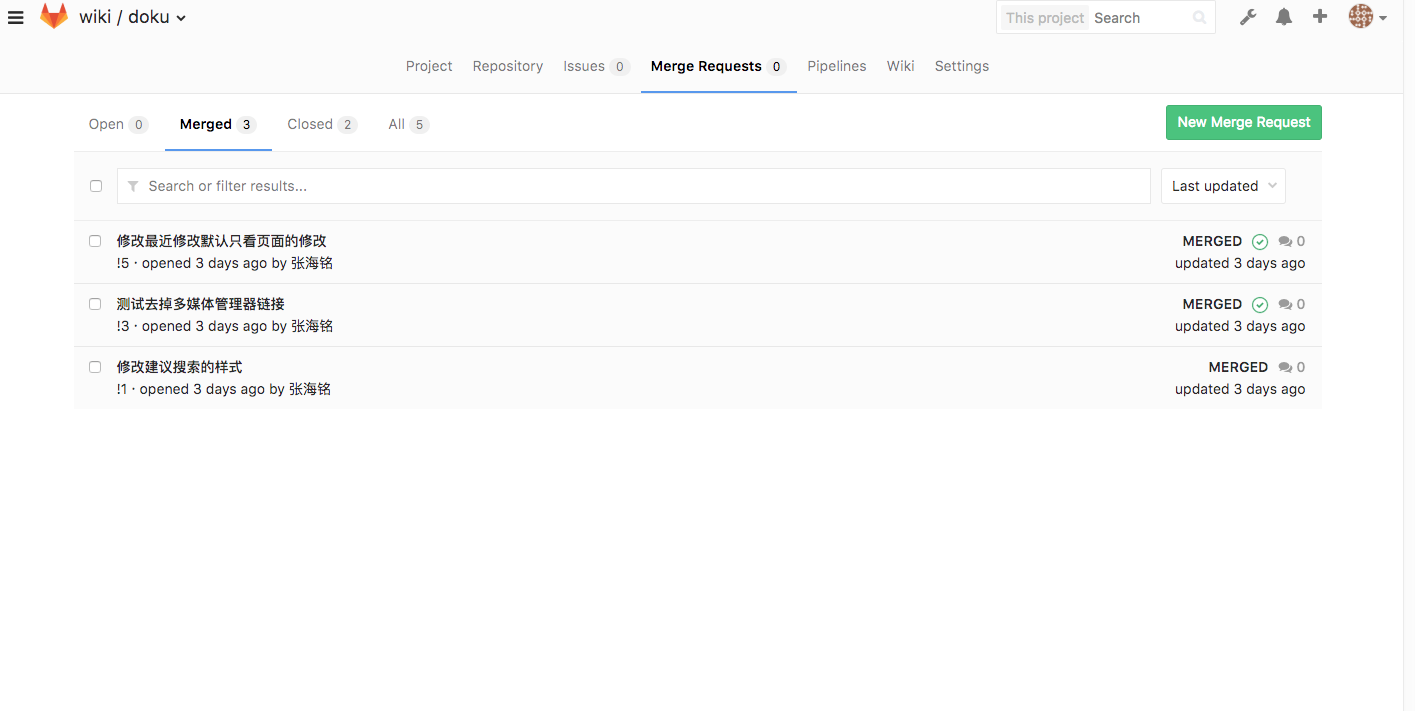 wiki / doku
This project Search
Project Repository Issues 0 Merge Requests 0 Pipelines Wiki Settings
Open 0 Merged 3 Closed 2 All 5 New Merge Request
Search or filter results... Last updated
修改最近修改默认只看页面的修改 MERGED 0
!5 · opened 3 days ago by 张海铭 updated 3 days ago
测试去掉多媒体管理器链接 MERGED 0
!3 · opened 3 days ago by 张海铭 updated 3 days ago
修改建议搜索的样式 MERGED 0
!1 · opened 3 days ago by 张海铭 updated 3 days ago